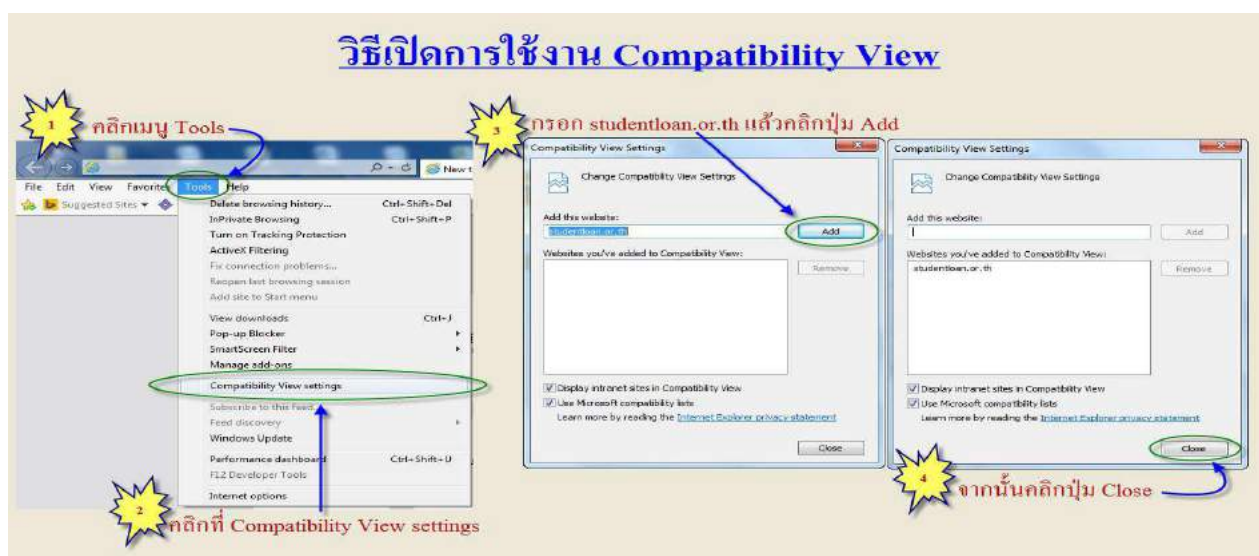 วิธีเปิดการใช้งาน Compatibility View
1
คลิกเมนู Tools
New t
File Edit View Favorites Tools Help
Suggested Sites
Delete browsing history... Ctrl+Shift+Del
InPrivate Browsing Ctrl+Shift+P
Turn on Tracking Protection
ActiveX Filtering
Fix connection problems...
Reopen last browsing session
Add site to Start menu
View downloads Ctrl+J
Pop-up Blocker
SmartScreen Filter
Manage add-ons
Compatibility View settings
Subscribe to this feed...
Feed discovery
Windows Update
Performance dashboard Ctrl+Shift+U
F12 Developer Tools
Internet options
2
คลิกที่ Compatibility View settings
3
กรอก studentloan.or.th แล้วคลิกปุ่ม Add
Compatibility View Settings
Change Compatibility View Settings
Add this website:
studentloan.or.th Add
Websites you've added to Compatibility View:
Remove
Display intranet sites in Compatibility View
Use Microsoft compatibility lists
Learn more by reading the Internet Explorer privacy statement
Close
Compatibility View Settings
Change Compatibility View Settings
Add this website:
Add
Websites you've added to Compatibility View:
studentloan.or.th Remove
Display intranet sites in Compatibility View
Use Microsoft compatibility lists
Learn more by reading the Internet Explorer privacy statement
Close
4
จากนั้นคลิกปุ่ม Close